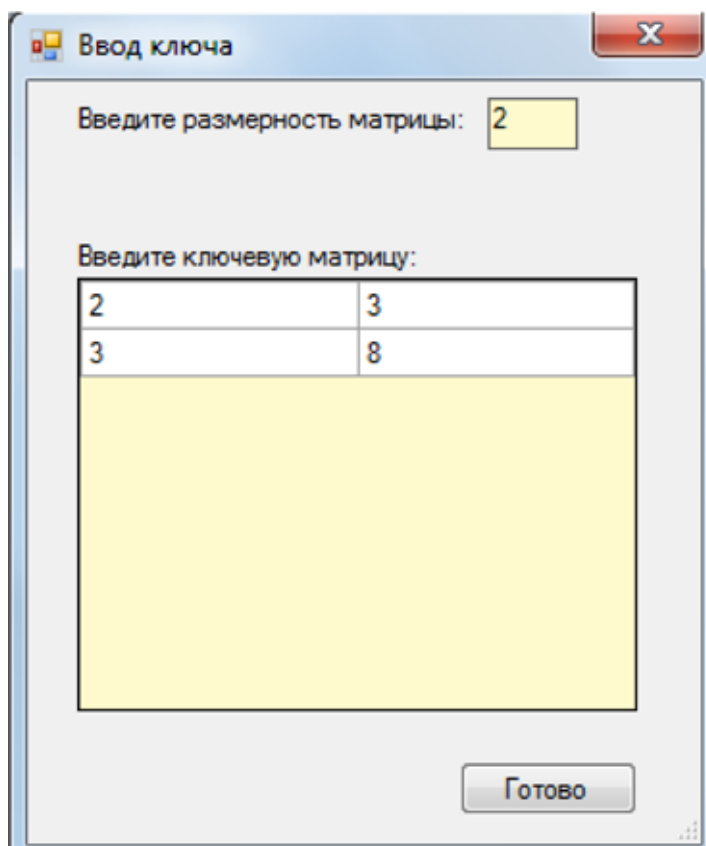 Ввод ключа
Введите размерность матрицы: 2
Введите ключевую матрицу:
2 3
3 8
Готово